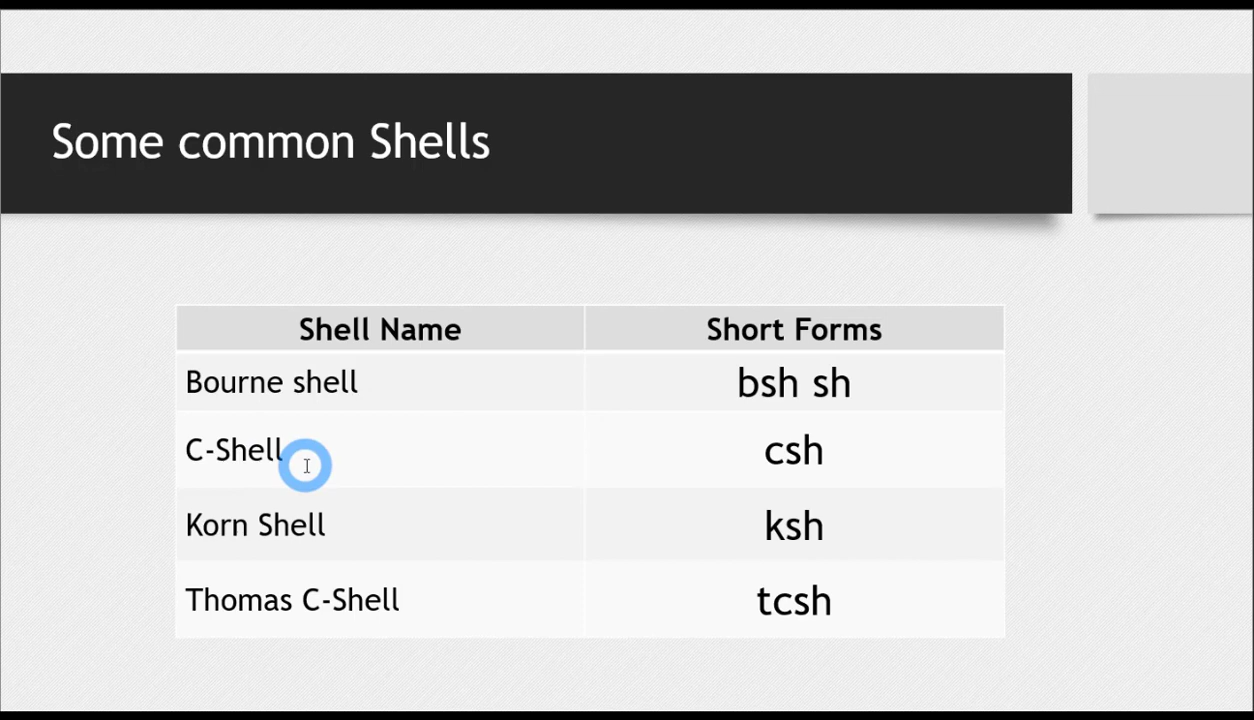 Some common Shells
Shell Name Short Forms
Bourne shell bsh sh
C-Shell csh
Korn Shell ksh
Thomas C-Shell tcsh